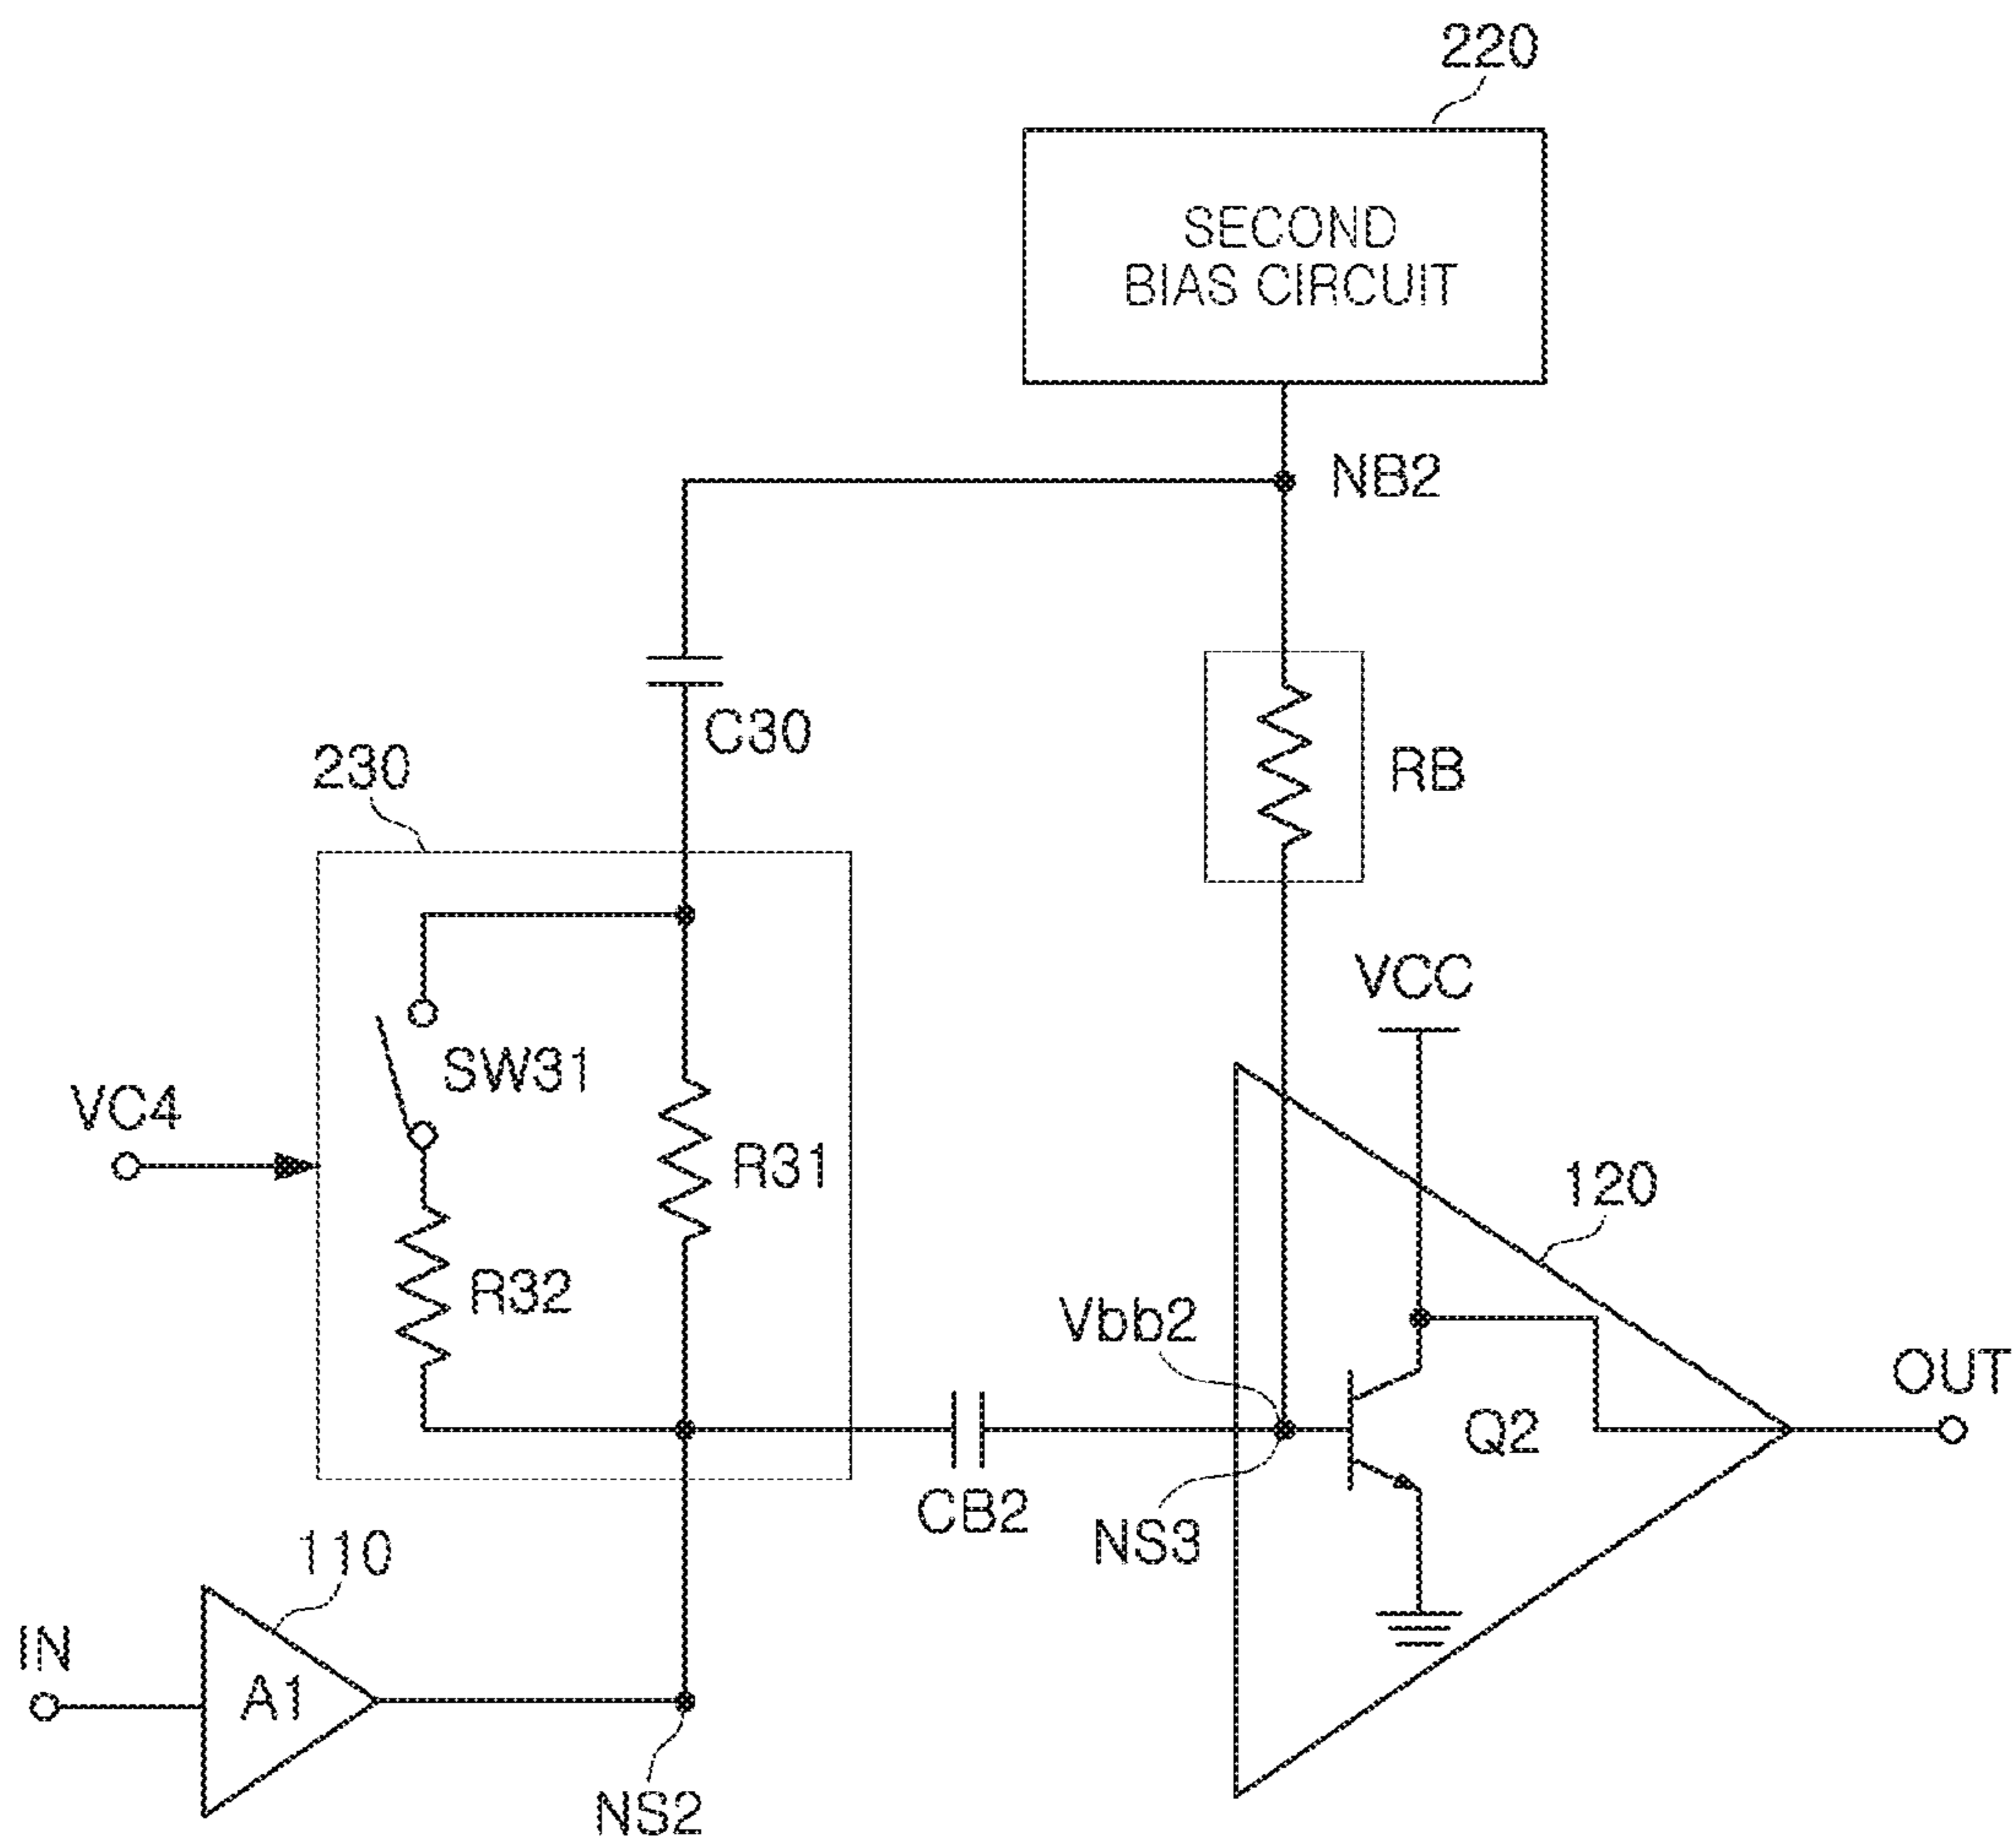 220
SECOND
BIAS CIRCUIT
NB2
C30
230
RB
VCC
SW31
VC4
R31
120
R32
Vbb2
OUT
Q2
CB2
NS3
110
IN
A1
NS2